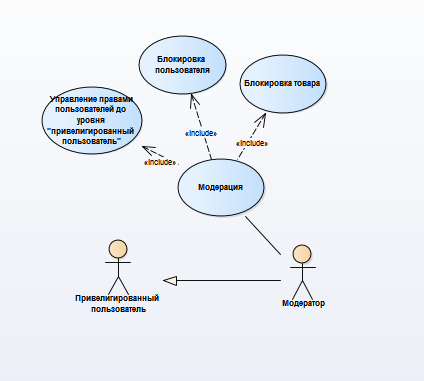 Блокировка
пользователя
Блокировка товара
Управление правами
пользователей до
уровня
"привелигированный
пользователь"
«include»
«include»
«include»
Модерация
Привелигированный
пользователь
Модератор